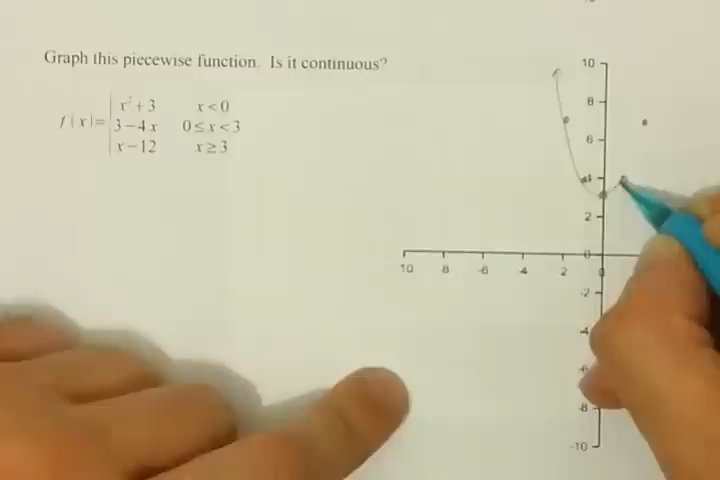 Graph this piecewise function. Is it continuous?
x²+3 x<0
f(x)= 3-4x 0≤x<3
x-12 x≥3
10
8
6
4
2
0
10 8 -6 -4 2 0
-2
-4
-8
-10